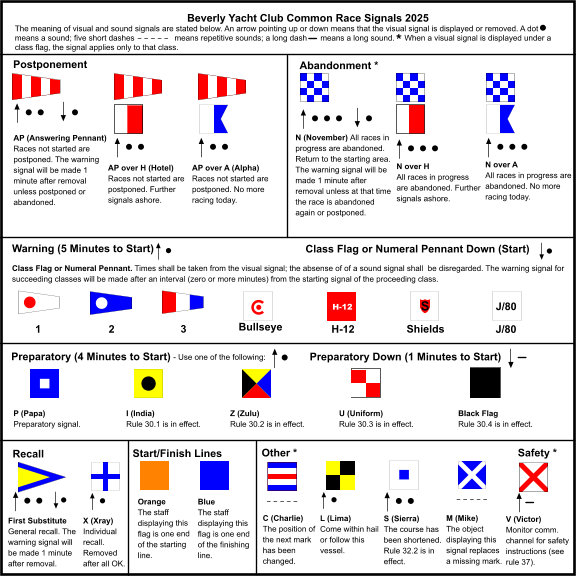 Beverly Yacht Club Common Race Signals 2025
The meaning of visual and sound signals are stated below. An arrow pointing up or down means that the visual signal is displayed or removed. A dot ●
means a sound; five short dashes - - - - - means repetitive sounds; a long dash — means a long sound. * When a visual signal is displayed under a
class flag, the signal applies only to that class.
Postponement
AP (Answering Pennant)
Races not started are
postponed. The warning
signal will be made 1
minute after removal
unless postponed or
abandoned.
AP over H (Hotel)
Races not started are
postponed. Further
signals ashore.
AP over A (Alpha)
Races not started are
postponed. No more
racing today.
Abandonment *
N (November) All races in
progress are abandoned.
Return to the starting area.
The warning signal will be
made 1 minute after
removal unless at that time
the race is abandoned
again or postponed.
N over H
All races in progress
are abandoned. Further
signals ashore.
N over A
All races in progress are
abandoned. No more
racing today.
Warning (5 Minutes to Start)
Class Flag or Numeral Pennant Down (Start)
Class Flag or Numeral Pennant. Times shall be taken from the visual signal; the absense of of a sound signal shall be disregarded. The warning signal for
succeeding classes will be made after an interval (zero or more minutes) from the starting signal of the proceeding class.
H-12
S
J/80
1
2
3
Bullseye
H-12
Shields
J/80
Preparatory (4 Minutes to Start) - Use one of the following:
Preparatory Down (1 Minutes to Start)
P (Papa)
Preparatory signal.
I (India)
Rule 30.1 is in effect.
Z (Zulu)
Rule 30.2 is in effect.
U (Uniform)
Rule 30.3 is in effect.
Black Flag
Rule 30.4 is in effect.
Recall
First Substitute
General recall. The
warning signal will
be made 1 minute
after removal.
X (Xray)
Individual
recall.
Removed
after all OK.
Start/Finish Lines
Orange
The staff
displaying this
flag is one end
of the starting
line.
Blue
The staff
displaying this
flag is one end
of the finishing
line.
Other *
C (Charlie)
The position of
the next mark
has been
changed.
L (Lima)
Come within hail
or follow this
vessel.
S (Sierra)
The course has
been shortened.
Rule 32.2 is in
effect.
M (Mike)
The object
displaying this
signal replaces
a missing mark.
Safety *
V (Victor)
Monitor comm.
channel for safety
instructions (see
rule 37).